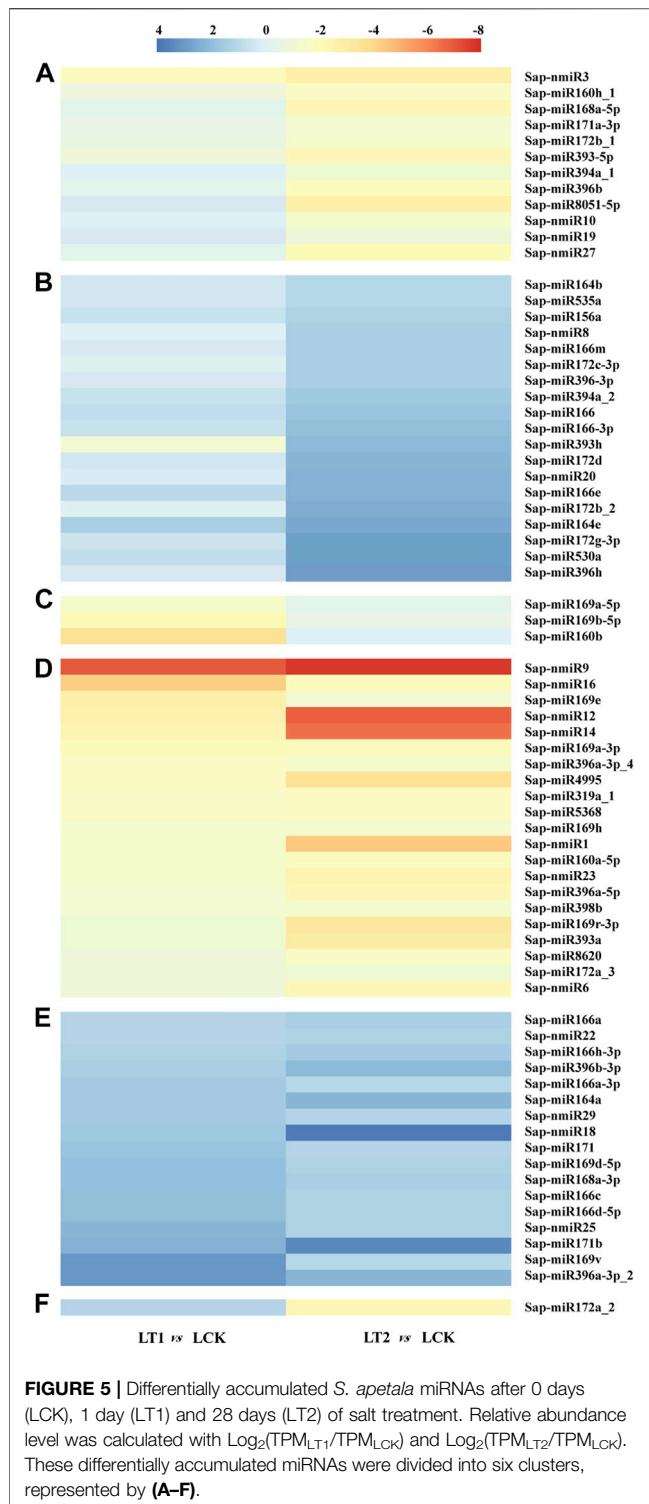 4 2 0 -2 -4 -6 -8
A
Sap-nmiR3
Sap-miR160h_1
Sap-miR168a-5p
Sap-miR171a-3p
Sap-miR172b_1
Sap-miR393-5p
Sap-miR394a_1
Sap-miR396b
Sap-miR8051-5p
Sap-nmiR10
Sap-nmiR19
Sap-nmiR27
B
Sap-miR164b
Sap-miR535a
Sap-miR156a
Sap-nmiR8
Sap-miR166m
Sap-miR172c-3p
Sap-miR396-3p
Sap-miR394a_2
Sap-miR166
Sap-miR166-3p
Sap-miR393h
Sap-miR172d
Sap-nmiR20
Sap-miR166e
Sap-miR172b_2
Sap-miR164e
Sap-miR172g-3p
Sap-miR530a
Sap-miR396h
C
Sap-miR169a-5p
Sap-miR169b-5p
Sap-miR160b
D
Sap-nmiR9
Sap-nmiR16
Sap-miR169e
Sap-nmiR12
Sap-nmiR14
Sap-miR169a-3p
Sap-miR396a-3p_4
Sap-miR4995
Sap-miR319a_1
Sap-miR5368
Sap-miR169h
Sap-nmiR1
Sap-miR160a-5p
Sap-nmiR23
Sap-miR396a-5p
Sap-miR398b
Sap-miR169r-3p
Sap-miR393a
Sap-miR8620
Sap-miR172a_3
Sap-nmiR6
E
Sap-miR166a
Sap-nmiR22
Sap-miR166h-3p
Sap-miR396b-3p
Sap-miR166a-3p
Sap-miR164a
Sap-nmiR29
Sap-nmiR18
Sap-miR171
Sap-miR169d-5p
Sap-miR168a-3p
Sap-miR166c
Sap-miR166d-5p
Sap-nmiR25
Sap-miR171b
Sap-miR169v
Sap-miR396a-3p_2
F
Sap-miR172a_2
LT1 vs LCK LT2 vs LCK
FIGURE 5 | Differentially accumulated S. apetala miRNAs after 0 days
(LCK), 1 day (LT1) and 28 days (LT2) of salt treatment. Relative abundance
level was calculated with Log₂(TPM_LT1/TPM_LCK) and Log₂(TPM_LT2/TPM_LCK).
These differentially accumulated miRNAs were divided into six clusters,
represented by (A–F).